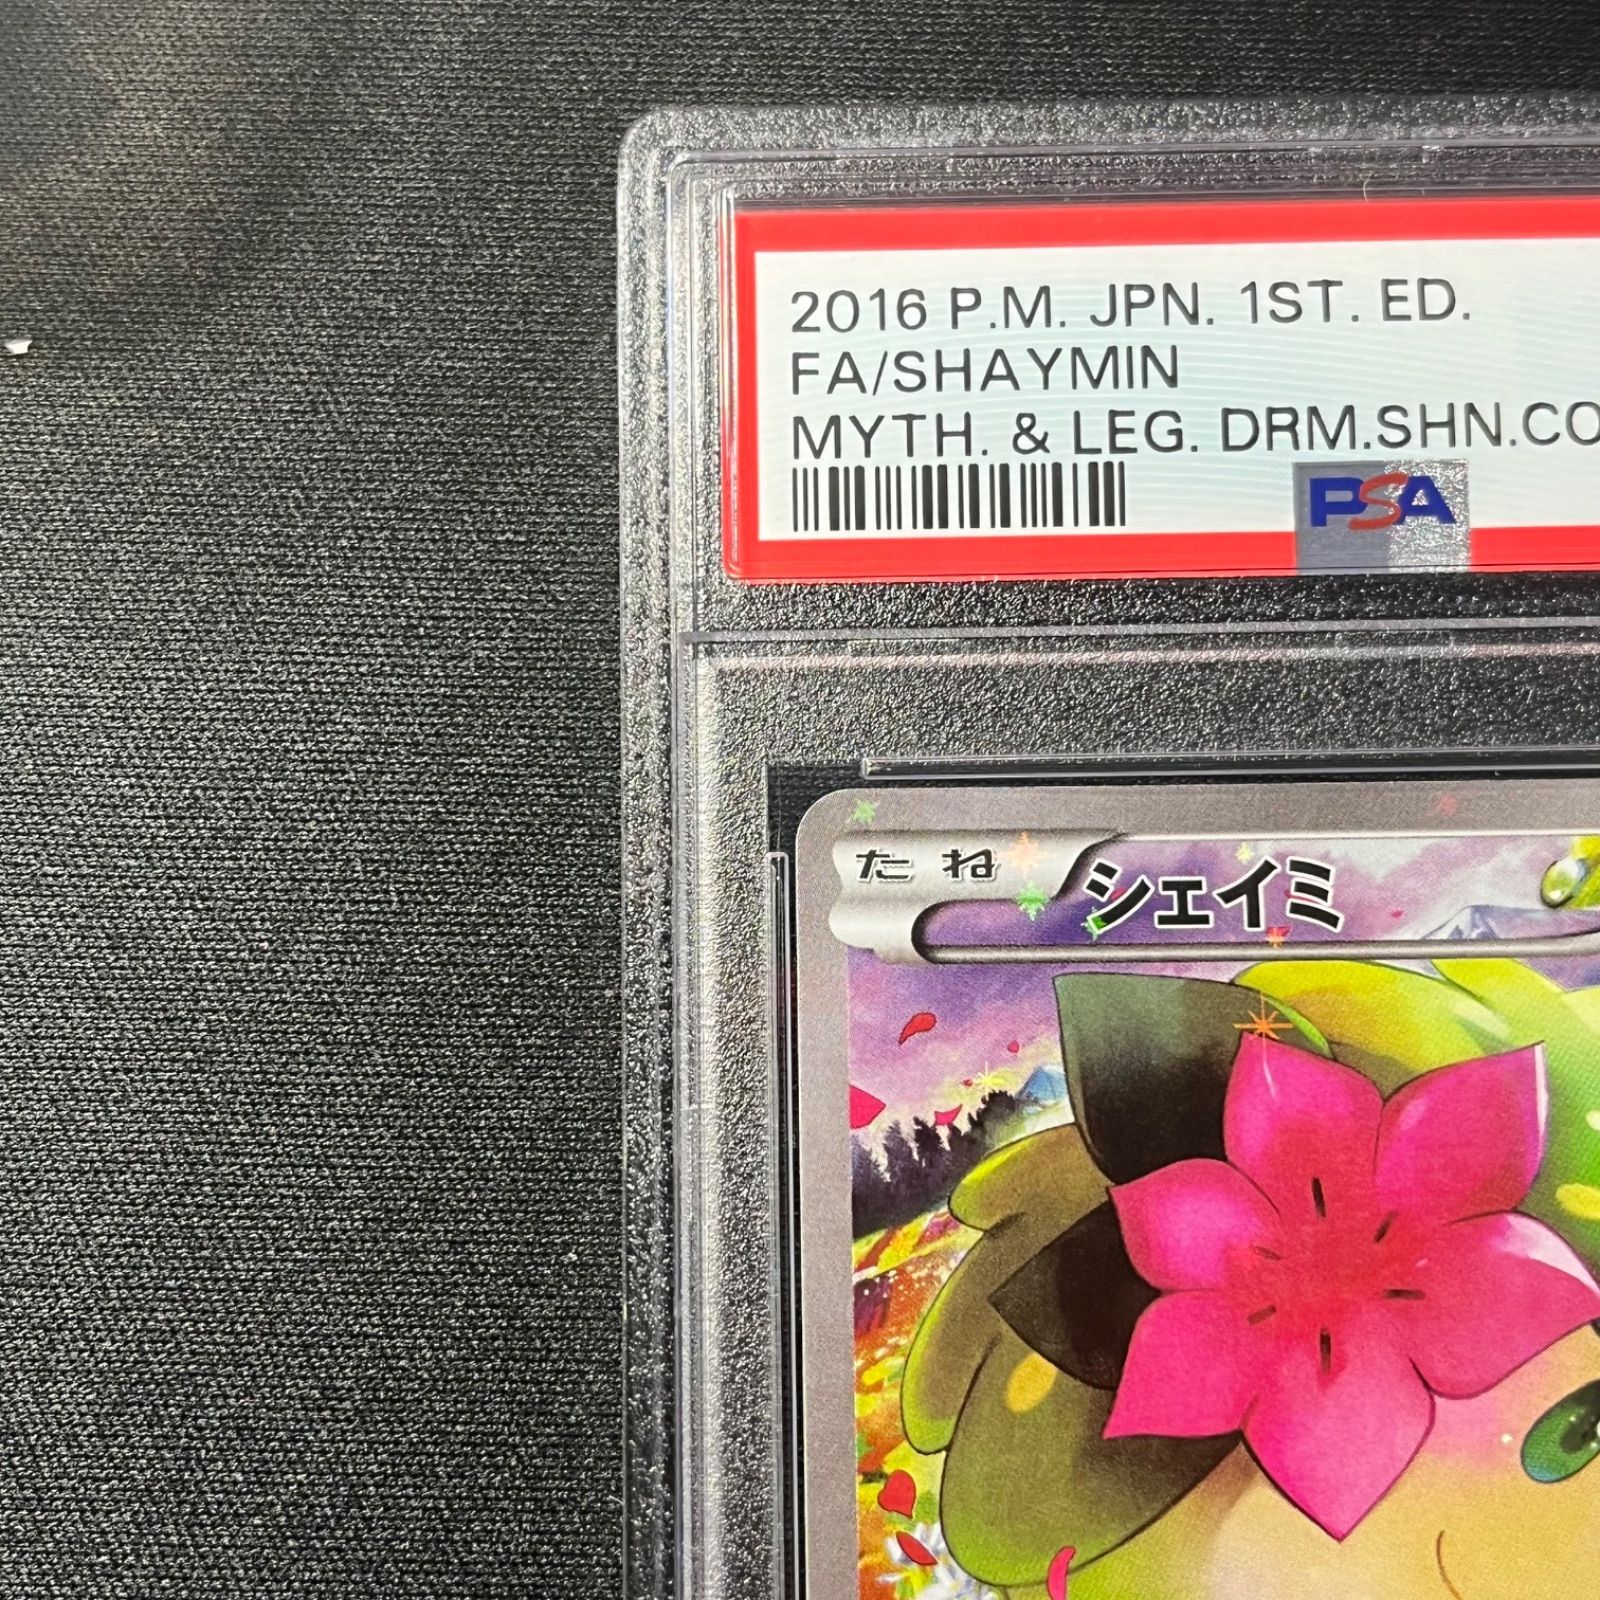 2016 P.M. JPN. 1ST. ED.
FA/SHAYMIN
MYTH. & LEG. DRM.SHN.CO
PSA
たね シェイミ